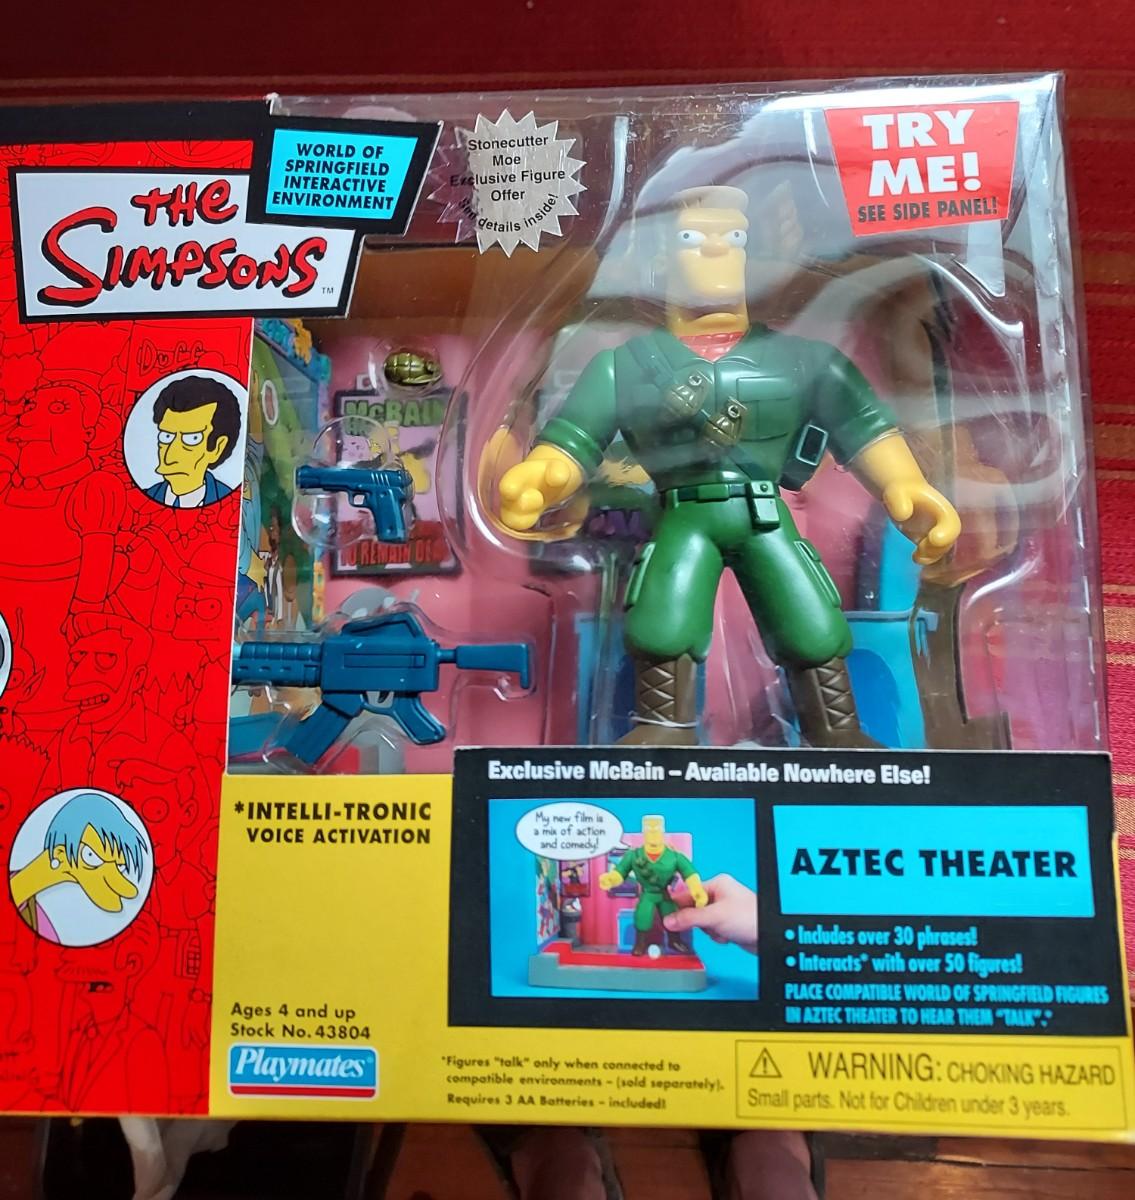 WORLD OF
SPRINGFIELD
INTERACTIVE
ENVIRONMENT
THE
SIMPSONS
TM
Stonecutter
Moe
Exclusive Figure
Offer
See details inside!
TRY
ME!
SEE SIDE PANEL!
Duff
McBAIN
U REMAIN DE
*INTELLI-TRONIC
VOICE ACTIVATION
Exclusive McBain – Available Nowhere Else!
My new film is
a mix of action
and comedy!
AZTEC THEATER
• Includes over 30 phrases!
• Interacts* with over 50 figures!
PLACE COMPATIBLE WORLD OF SPRINGFIELD FIGURES
IN AZTEC THEATER TO HEAR THEM "TALK".*
Ages 4 and up
Stock No. 43804
Playmates®
*Figures "talk" only when connected to
compatible environments – (sold separately).
Requires 3 AA Batteries – included!
WARNING: CHOKING HAZARD
Small parts. Not for Children under 3 years.